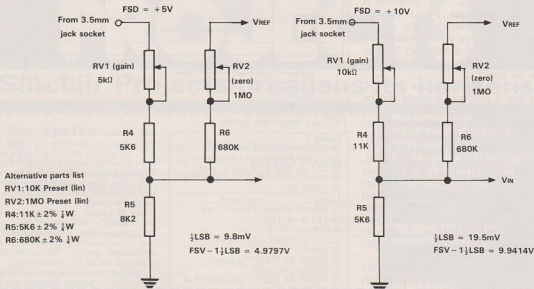 FSD = +5V
From 3.5mm
jack socket
VREF
RV1 (gain)
5kΩ
RV2
(zero)
1MO
R4
5K6
R6
680K
R5
8K2
½LSB = 9.8mV
FSV − 1½LSB = 4.9797V
Alternative parts list
RV1:10K Preset (lin)
RV2:1MO Preset (lin)
R4:11K ± 2% ¼W
R5:5K6 ± 2% ¼W
R6:680K ± 2% ¼W
FSD = +10V
From 3.5mm
jack socket
VREF
RV1 (gain)
10kΩ
RV2
(zero)
1MO
R4
11K
R6
680K
VIN
R5
5K6
½LSB = 19.5mV
FSV − 1½LSB = 9.9414V